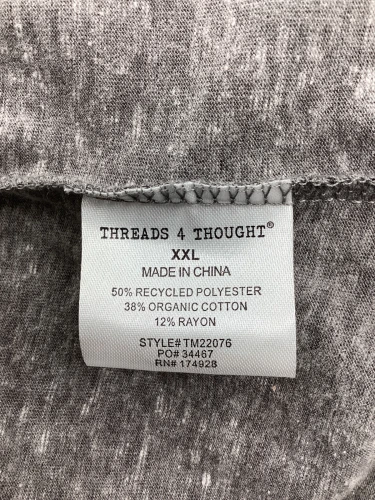 THREADS 4 THOUGHT®
XXL
MADE IN CHINA
50% RECYCLED POLYESTER
38% ORGANIC COTTON
12% RAYON
STYLE# TM22076
PO# 34467
RN# 174928